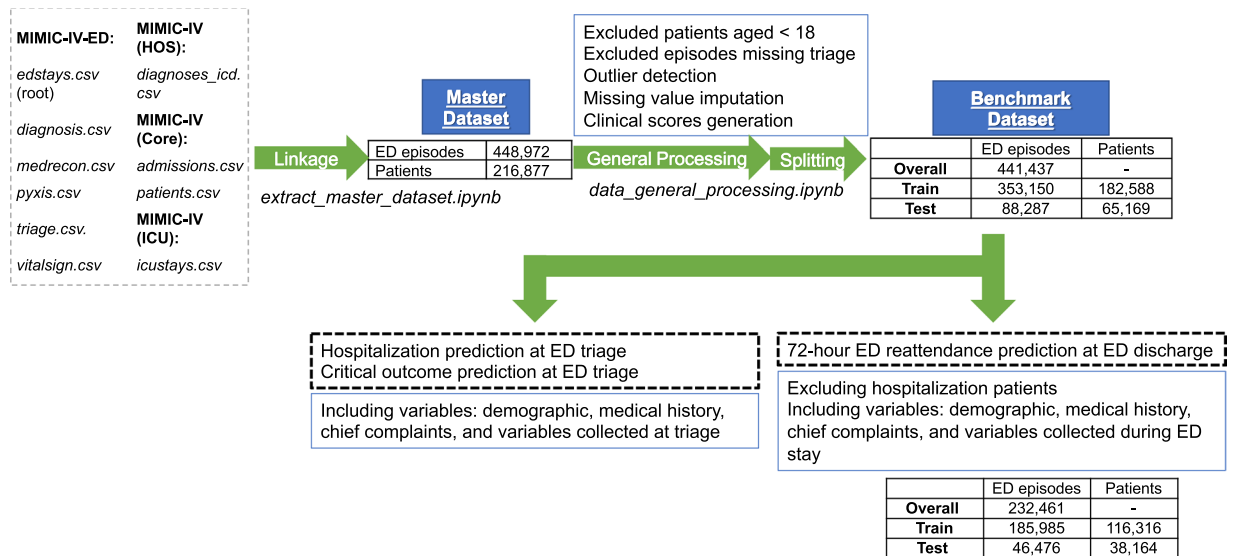 MIMIC-IV-ED:
edstays.csv
(root)
diagnosis.csv
medrecon.csv
pyxis.csv
triage.csv.
vitalsign.csv
MIMIC-IV
(HOS):
diagnoses_icd.
csv
MIMIC-IV
(Core):
admissions.csv
patients.csv
MIMIC-IV
(ICU):
icustays.csv
Linkage
extract_master_dataset.ipynb
Master
Dataset
ED episodes 448,972
Patients 216,877
Excluded patients aged < 18
Excluded episodes missing triage
Outlier detection
Missing value imputation
Clinical scores generation
General Processing
Splitting
data_general_processing.ipynb
Benchmark
Dataset
ED episodes Patients
Overall 441,437 -
Train 353,150 182,588
Test 88,287 65,169
Hospitalization prediction at ED triage
Critical outcome prediction at ED triage
Including variables: demographic, medical history,
chief complaints, and variables collected at triage
72-hour ED reattendance prediction at ED discharge
Excluding hospitalization patients
Including variables: demographic, medical history,
chief complaints, and variables collected during ED
stay
ED episodes Patients
Overall 232,461 -
Train 185,985 116,316
Test 46,476 38,164